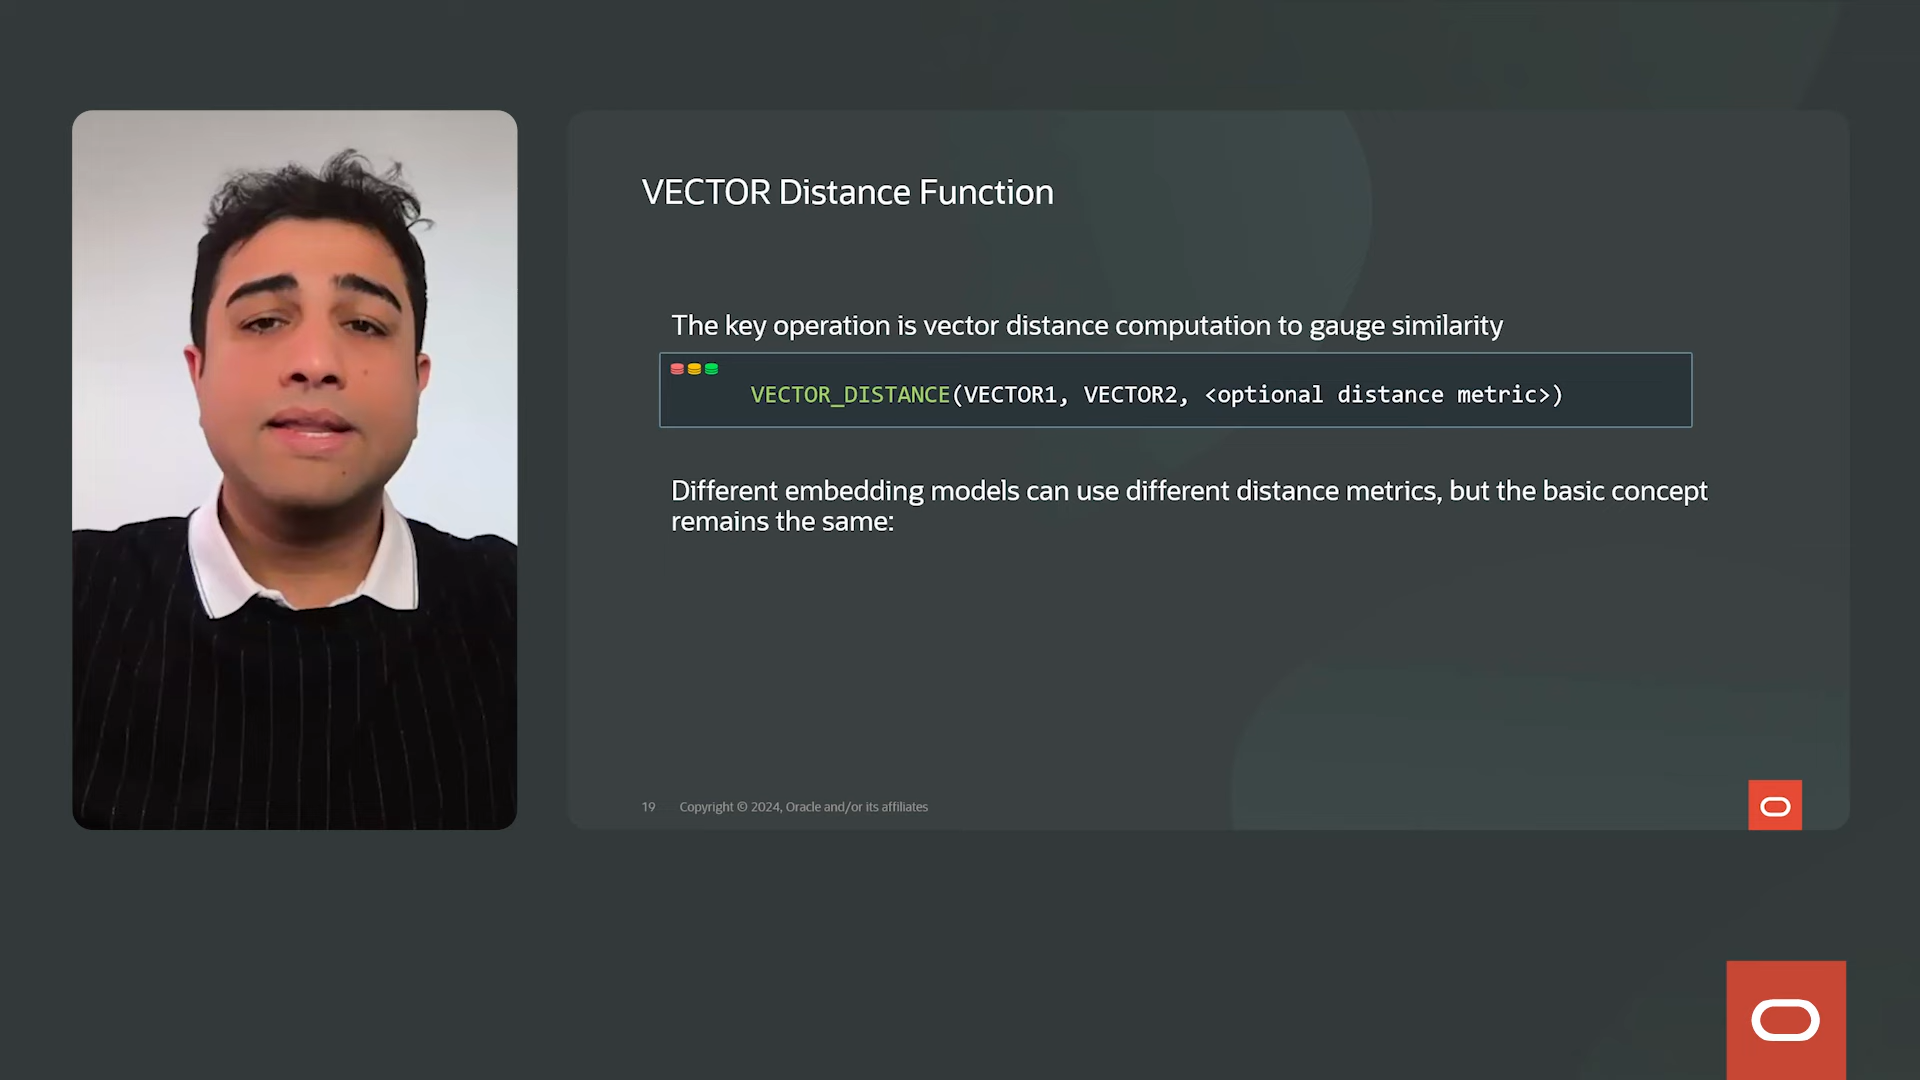 VECTOR Distance Function
The key operation is vector distance computation to gauge similarity
VECTOR_DISTANCE(VECTOR1, VECTOR2, <optional distance metric>)
Different embedding models can use different distance metrics, but the basic concept
remains the same:
19 Copyright © 2024, Oracle and/or its affiliates